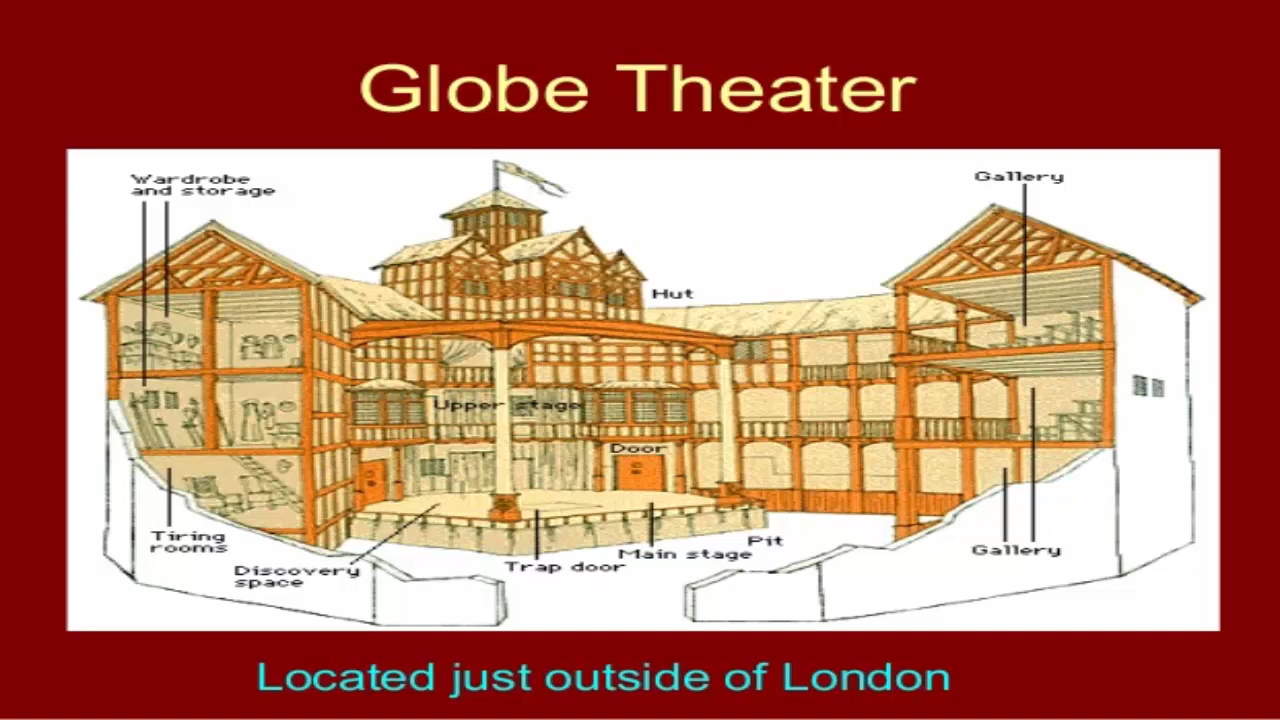 Globe Theater
Wardrobe
and storage
Gallery
Hut
Upper stage
Door
Tiring
rooms
Discovery
space
Trap door
Main stage
Pit
Gallery
Located just outside of London